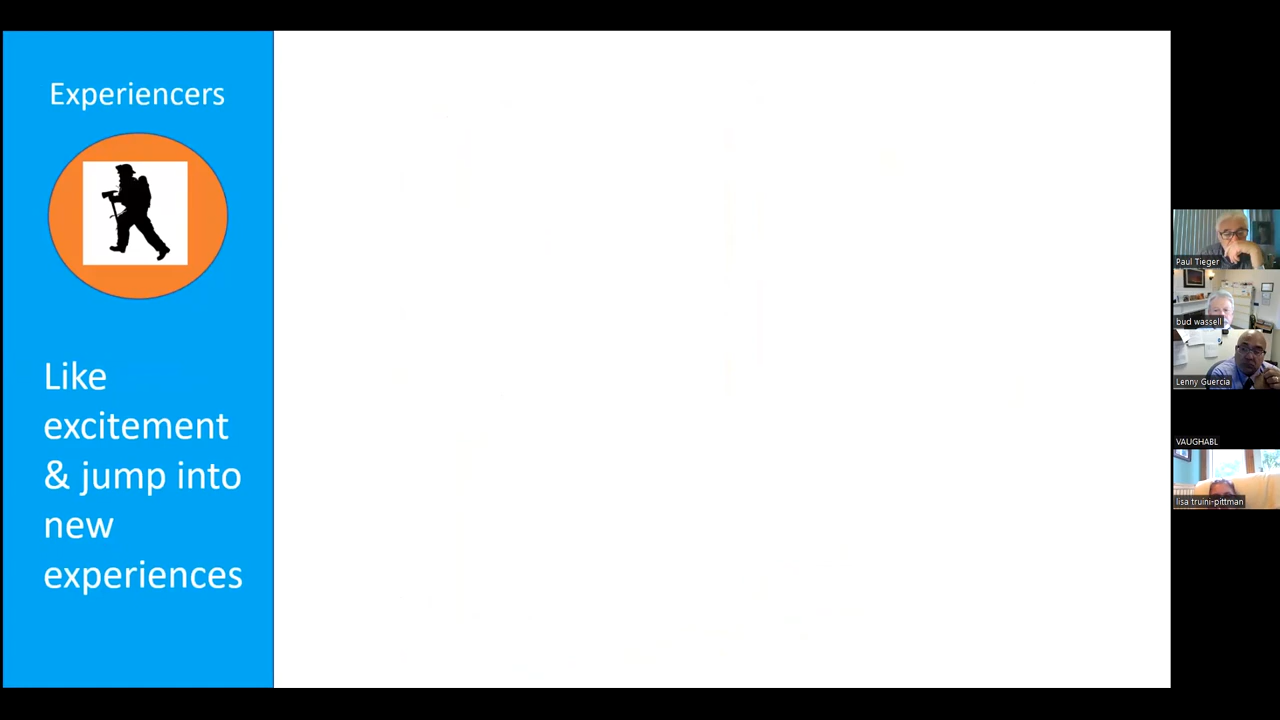 Experiencers
Like
excitement
& jump into
new
experiences
Paul Tieger
bud wassell
Lenny Guercia
VAUGHABL
lisa truini-pittman